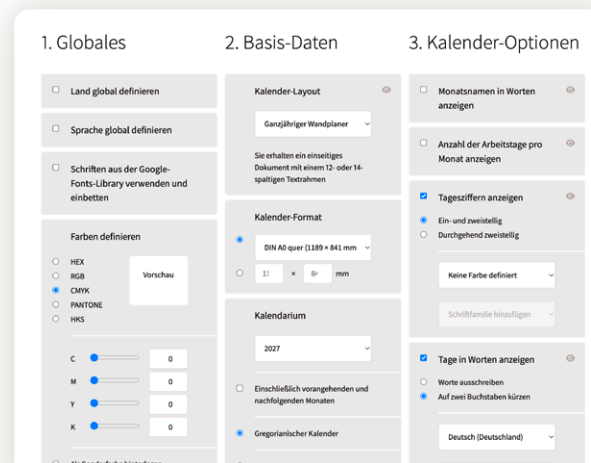 1. Globales
Land global definieren
Sprache global definieren
Schriften aus der Google-
Fonts-Library verwenden und
einbetten
Farben definieren
HEX
RGB
CMYK
PANTONE
HKS
Vorschau
C 0
M 0
Y 0
K 0
2. Basis-Daten
Kalender-Layout
Ganzjähriger Wandplaner
Sie erhalten ein einseitiges
Dokument mit einem 12- oder 14-
spaltigen Textrahmen
Kalender-Format
DIN A0 quer (1189 × 841 mm
× mm
Kalendarium
2027
Einschließlich vorangehenden und
nachfolgenden Monaten
Gregorianischer Kalender
3. Kalender-Optionen
Monatsnamen in Worten
anzeigen
Anzahl der Arbeitstage pro
Monat anzeigen
Tagesziffern anzeigen
Ein- und zweistellig
Durchgehend zweistellig
Keine Farbe definiert
Schriftfamilie hinzufügen
Tage in Worten anzeigen
Worte ausschreiben
Auf zwei Buchstaben kürzen
Deutsch (Deutschland)